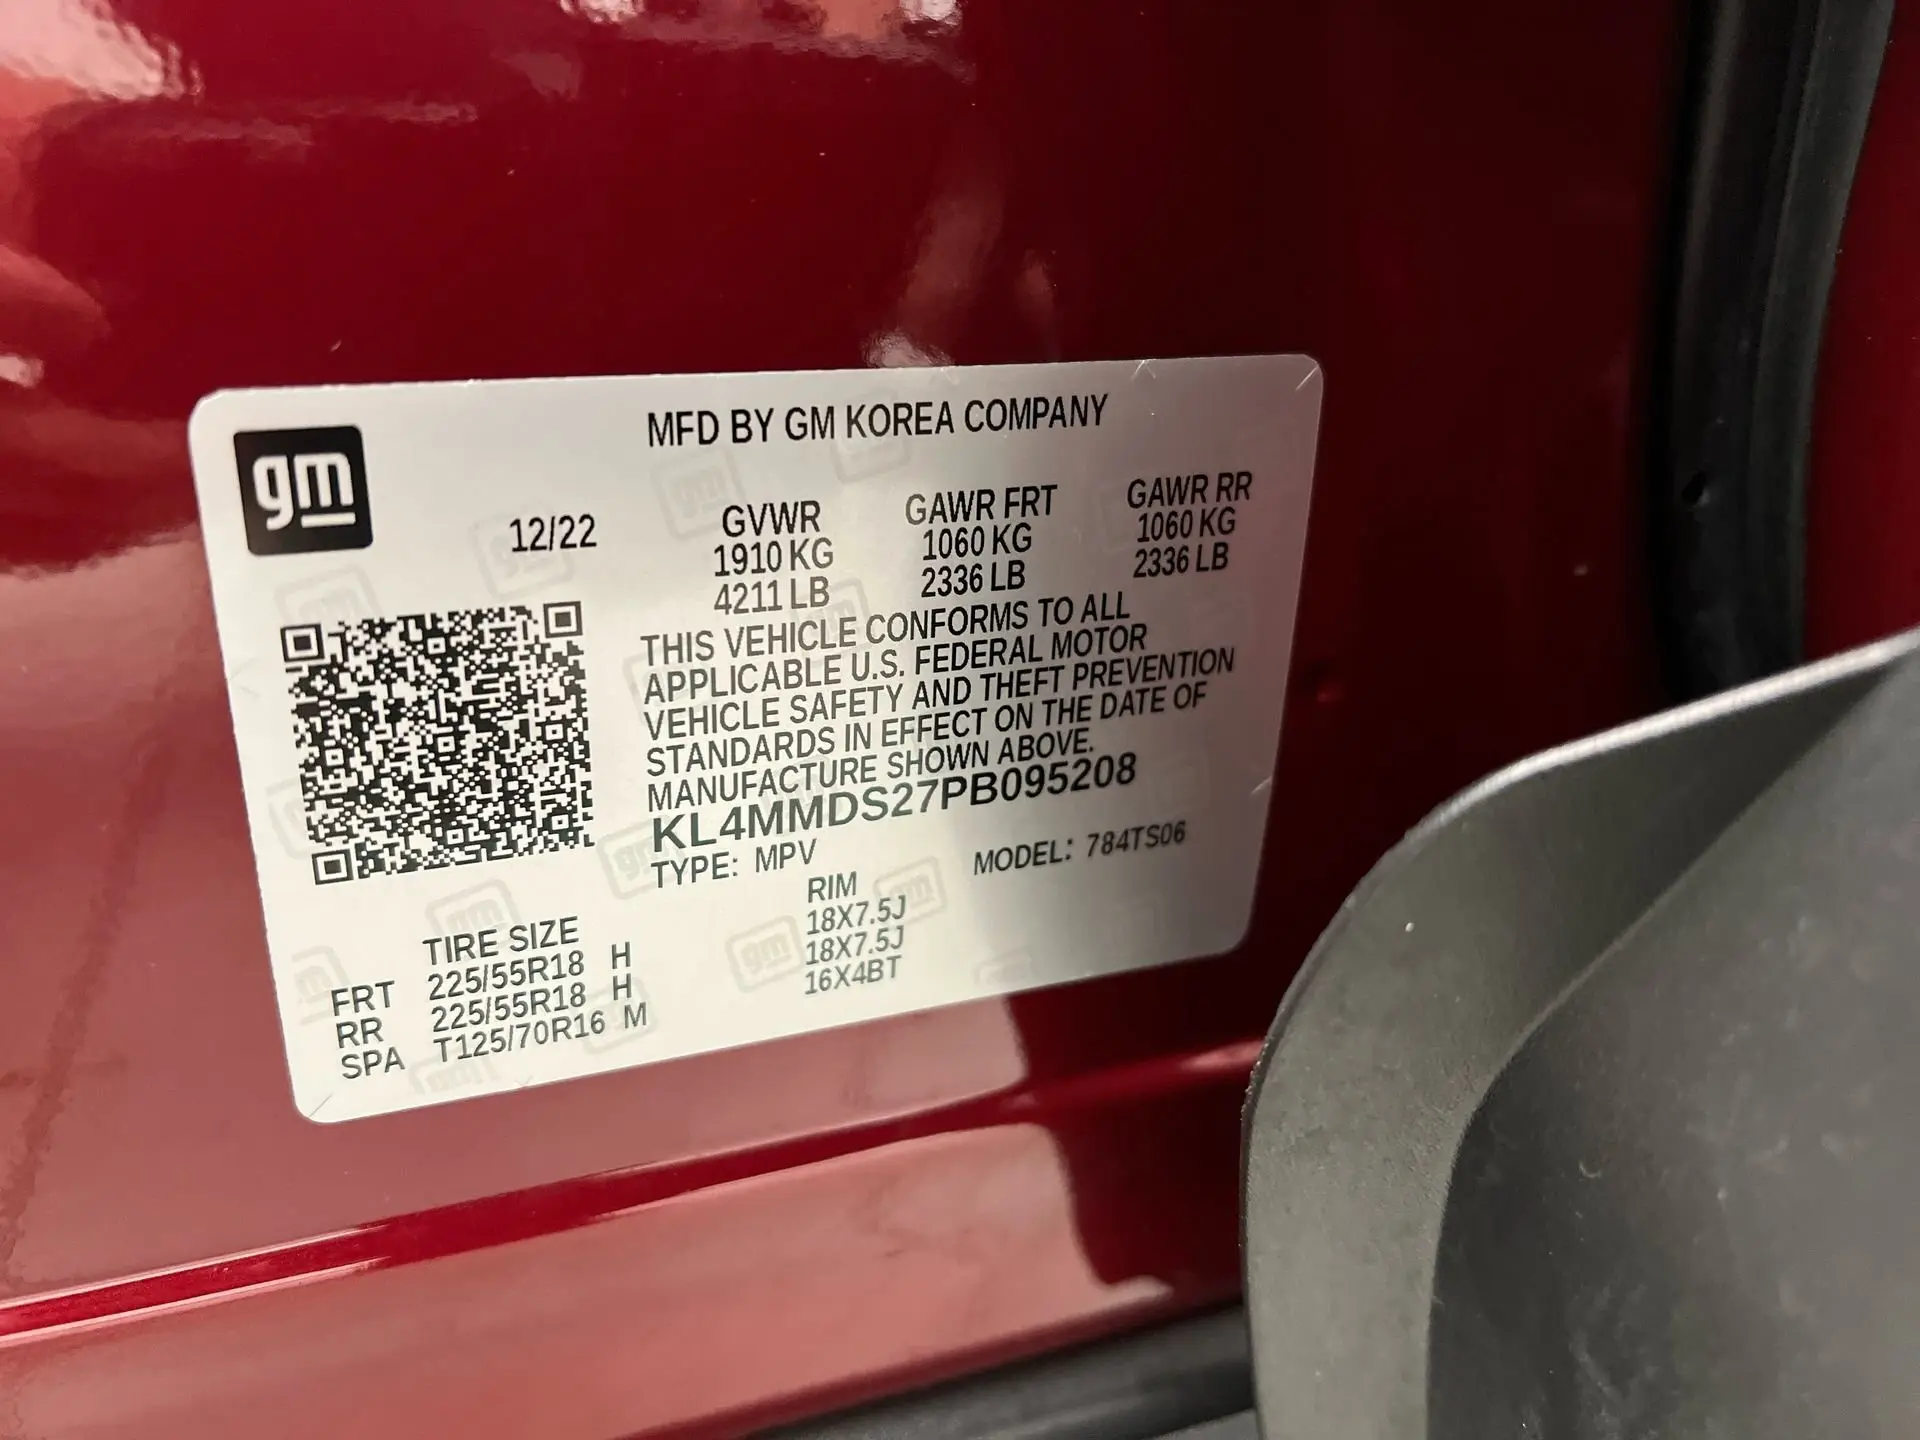 gm
MFD BY GM KOREA COMPANY
12/22 GVWR GAWR FRT GAWR RR
1910 KG 1060 KG 1060 KG
4211 LB 2336 LB 2336 LB
THIS VEHICLE CONFORMS TO ALL
APPLICABLE U.S. FEDERAL MOTOR
VEHICLE SAFETY AND THEFT PREVENTION
STANDARDS IN EFFECT ON THE DATE OF
MANUFACTURE SHOWN ABOVE.
KL4MMDS27PB095208
TYPE: MPV MODEL: 784TS06
TIRE SIZE RIM
FRT 225/55R18 H 18X7.5J
RR 225/55R18 H 18X7.5J
SPA T125/70R16 M 16X4BT